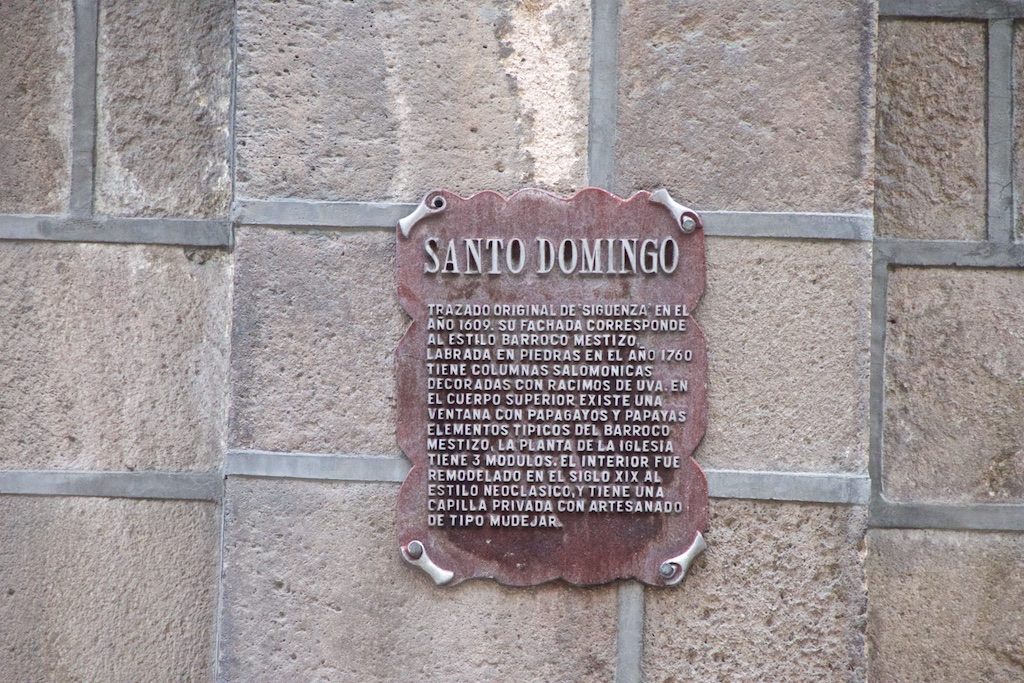 SANTO DOMINGO
TRAZADO ORIGINAL DE "SIGUENZA" EN EL
AÑO 1609. SU FACHADA CORRESPONDE
AL ESTILO BARROCO MESTIZO.
LABRADA EN PIEDRAS EN EL AÑO 1760
TIENE COLUMNAS SALOMONICAS
DECORADAS CON RACIMOS DE UVA. EN
EL CUERPO SUPERIOR EXISTE UNA
VENTANA CON PAPAGAYOS Y PAPAYAS
ELEMENTOS TIPICOS DEL BARROCO
MESTIZO. LA PLANTA DE LA IGLESIA
TIENE 3 MODULOS. EL INTERIOR FUE
REMODELADO EN EL SIGLO XIX AL
ESTILO NEOCLASICO, Y TIENE UNA
CAPILLA PRIVADA CON ARTESANADO
DE TIPO MUDEJAR.